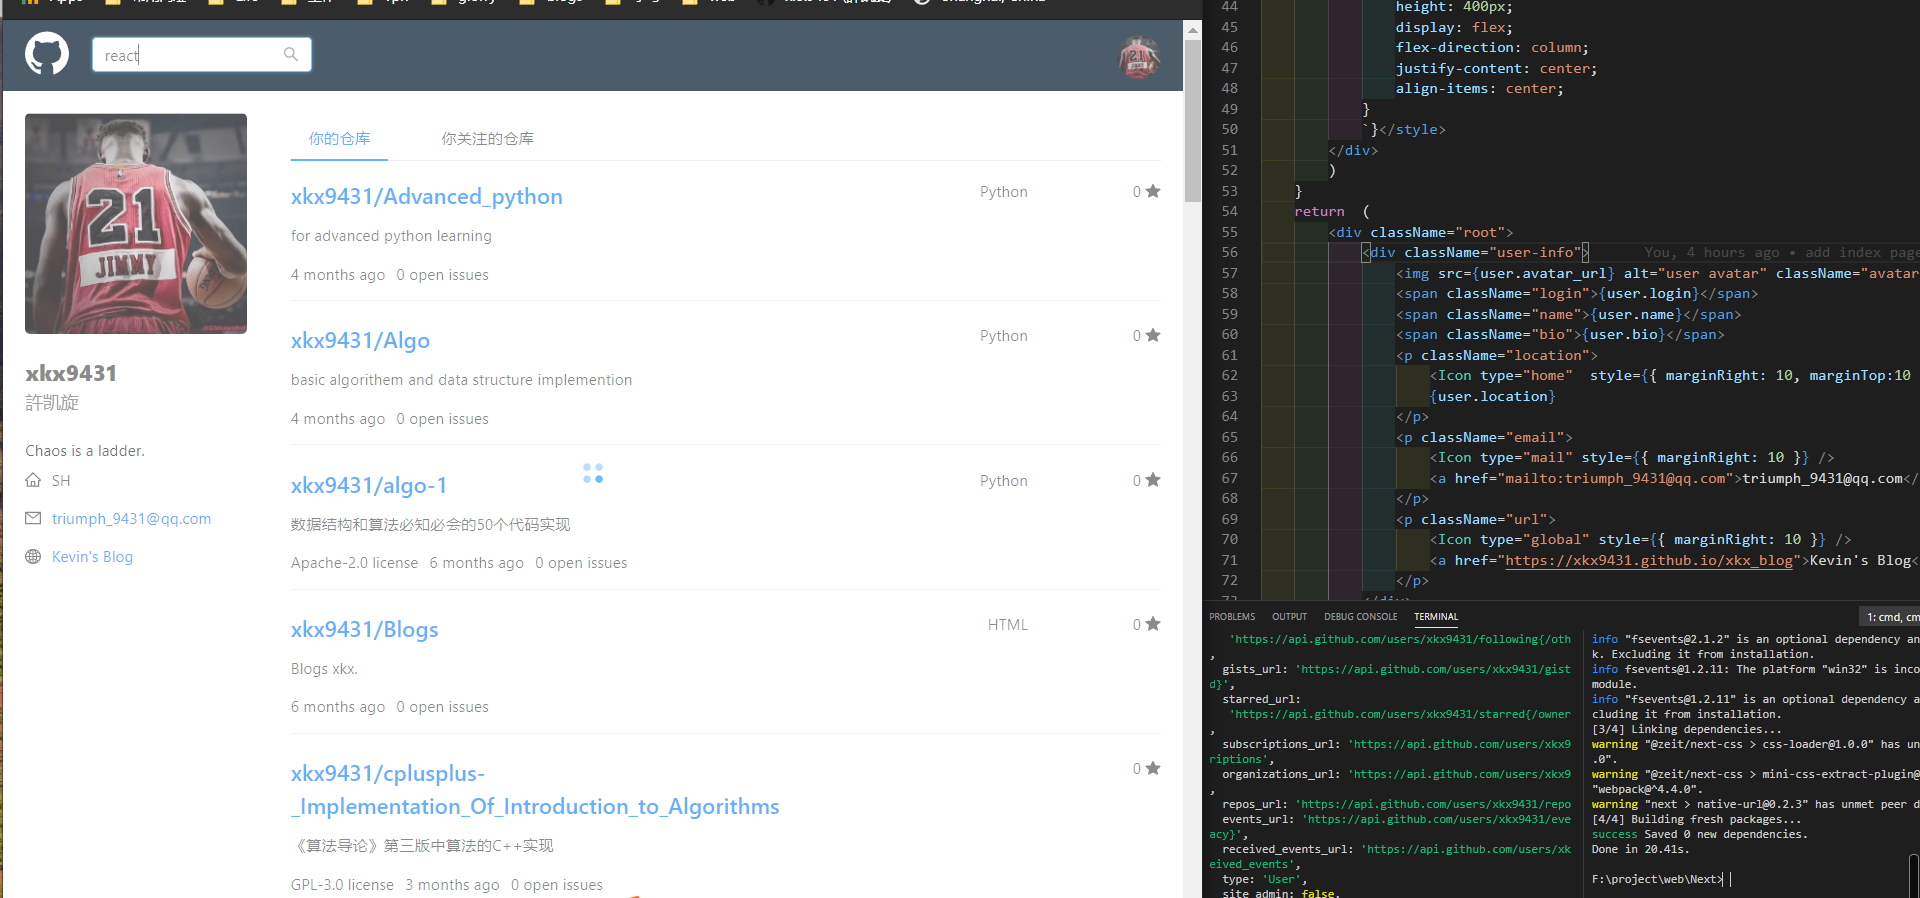 react
你的仓库 你关注的仓库
xkx9431/Advanced_python Python 0
for advanced python learning
4 months ago 0 open issues
xkx9431/Algo Python 0
basic algorithem and data structure implemention
4 months ago 0 open issues
xkx9431/algo-1 Python 0
数据结构和算法必知必会的50个代码实现
Apache-2.0 license 6 months ago 0 open issues
xkx9431/Blogs HTML 0
Blogs xkx.
6 months ago 0 open issues
xkx9431/cplusplus-
_Implementation_Of_Introduction_to_Algorithms 0
《算法导论》第三版中算法的C++实现
GPL-3.0 license 3 months ago 0 open issues
21
JIMMY
xkx9431
許凯旋
Chaos is a ladder.
SH
triumph_9431@qq.com
Kevin's Blog
44 height: 400px;
45 display: flex;
46 flex-direction: column;
47 justify-content: center;
48 align-items: center;
49 }
50 `}</style>
51 </div>
52 )
53 }
54 return (
55 <div className="root">
56 <div className="user-info"> You, 4 hours ago • add index page
57 <img src={user.avatar_url} alt="user avatar" className="avatar
58 <span className="login">{user.login}</span>
59 <span className="name">{user.name}</span>
60 <span className="bio">{user.bio}</span>
61 <p className="location">
62 <Icon type="home" style={{ marginRight: 10, marginTop:10
63 {user.location}
64 </p>
65 <p className="email">
66 <Icon type="mail" style={{ marginRight: 10 }} />
67 <a href="mailto:triumph_9431@qq.com">triumph_9431@qq.com</
68 </p>
69 <p className="url">
70 <Icon type="global" style={{ marginRight: 10 }} />
71 <a href="https://xkx9431.github.io/xkx_blog">Kevin's Blog<
72 </p>
PROBLEMS OUTPUT DEBUG CONSOLE TERMINAL 1: cmd, cm
'https://api.github.com/users/xkx9431/following{/oth
,
gists_url: 'https://api.github.com/users/xkx9431/gist
d}',
starred_url:
'https://api.github.com/users/xkx9431/starred{/owner
,
subscriptions_url: 'https://api.github.com/users/xkx9
riptions',
organizations_url: 'https://api.github.com/users/xkx9
,
repos_url: 'https://api.github.com/users/xkx9431/repo
events_url: 'https://api.github.com/users/xkx9431/eve
acy}',
received_events_url: 'https://api.github.com/users/xk
eived_events',
type: 'User',
site_admin: false,
info "fsevents@2.1.2" is an optional dependency an
k. Excluding it from installation.
info fsevents@1.2.11: The platform "win32" is inco
module.
info "fsevents@1.2.11" is an optional dependency a
cluding it from installation.
[3/4] Linking dependencies...
warning "@zeit/next-css > css-loader@1.0.0" has un
.0".
warning "@zeit/next-css > mini-css-extract-plugin@
"webpack@^4.4.0".
warning "next > native-url@0.2.3" has unmet peer d
[4/4] Building fresh packages...
success Saved 0 new dependencies.
Done in 20.41s.
F:\project\web\Next>